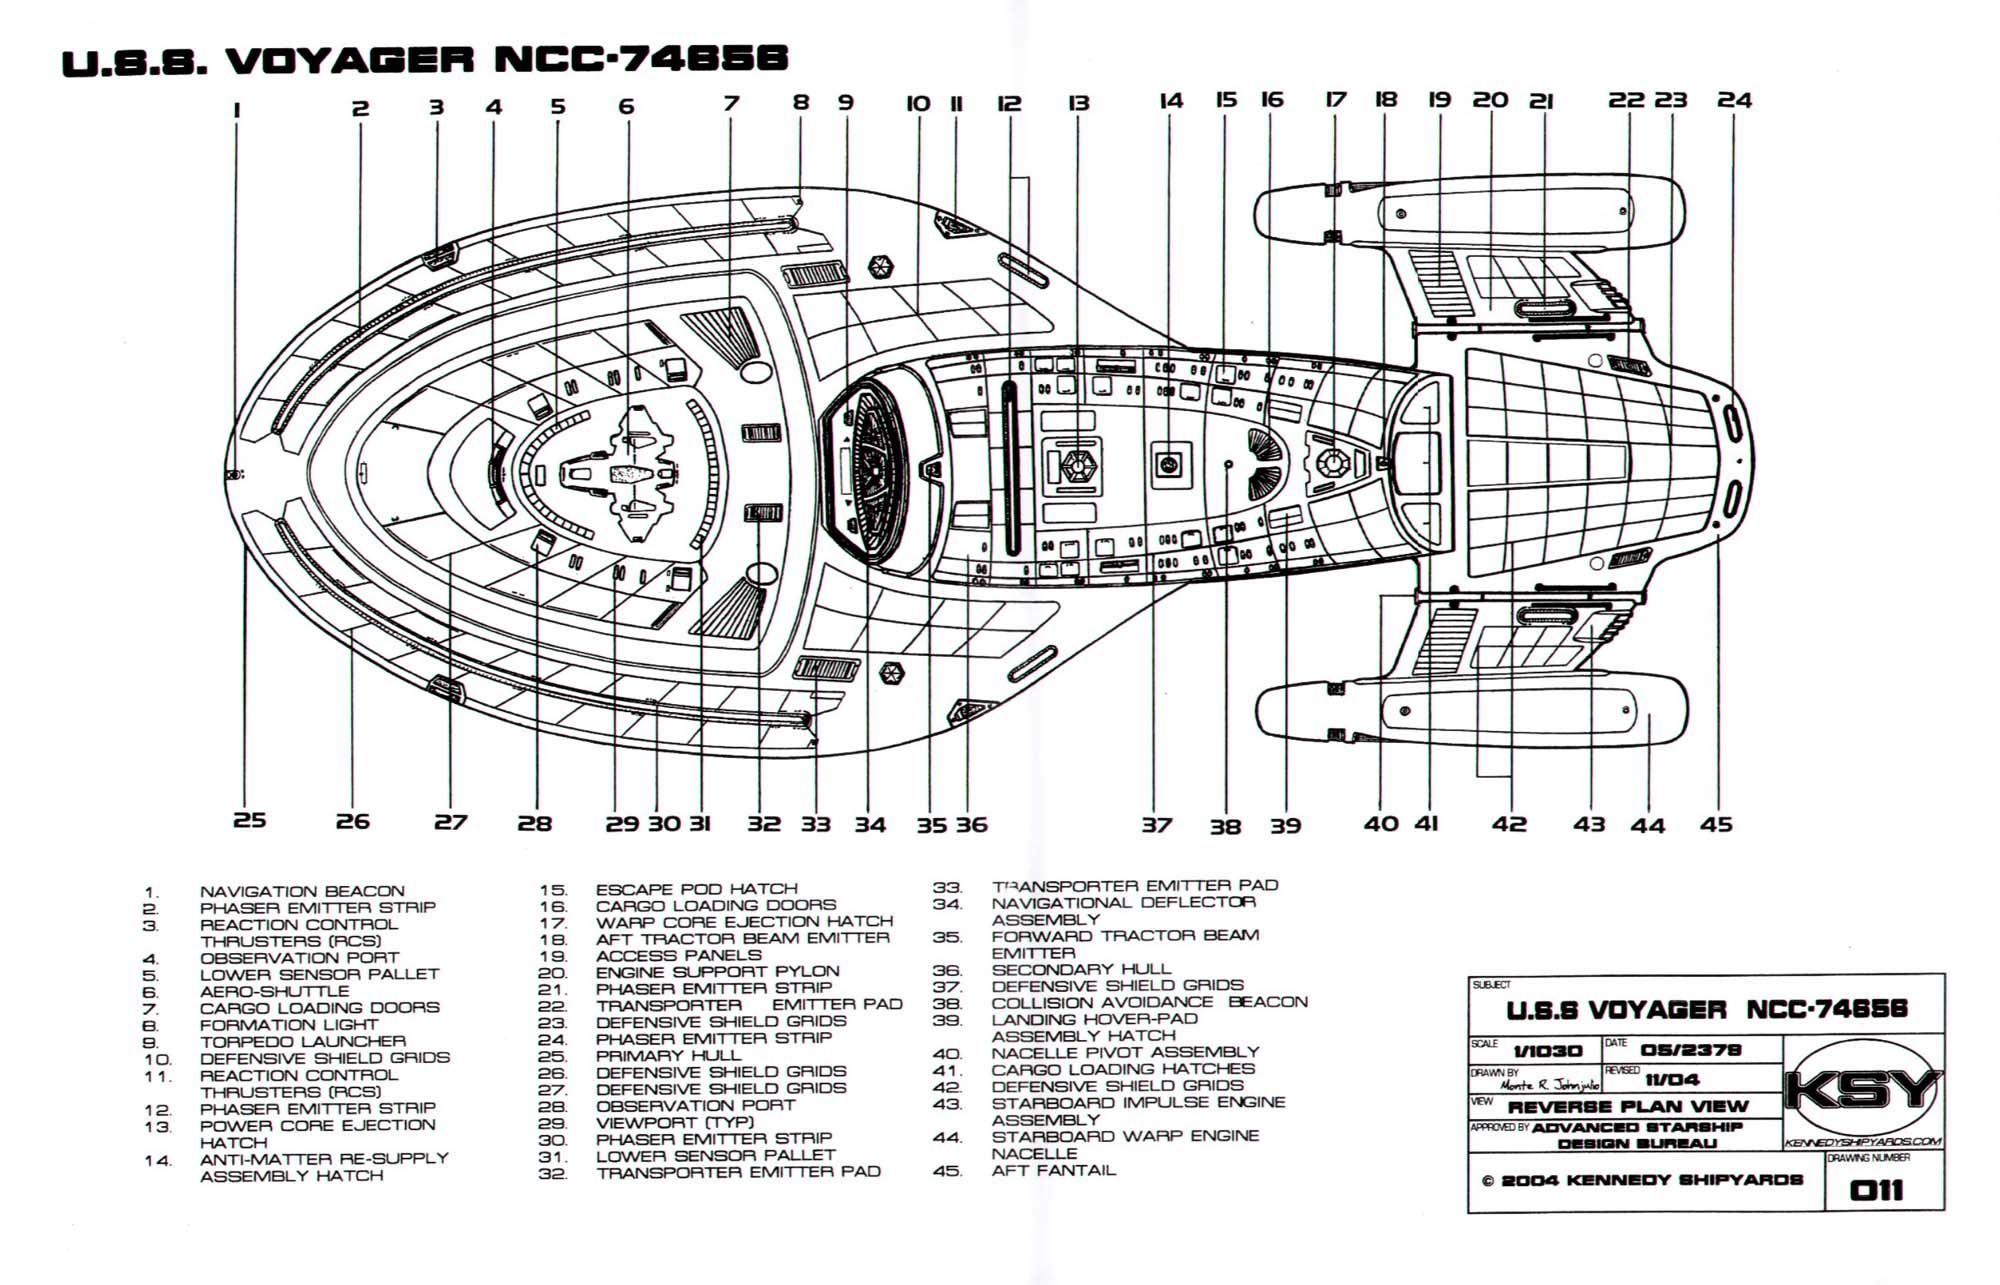 U.S.S. VOYAGER NCC-74656
1 2 3 4 5 6 7 8 9 10 11 12 13 14 15 16 17 18 19 20 21 22 23 24
25 26 27 28 29 30 31 32 33 34 35 36 37 38 39 40 41 42 43 44 45
1. NAVIGATION BEACON
2. PHASER EMITTER STRIP
3. REACTION CONTROL
THRUSTERS (RCS)
4. OBSERVATION PORT
5. LOWER SENSOR PALLET
6. AERO-SHUTTLE
7. CARGO LOADING DOORS
8. FORMATION LIGHT
9. TORPEDO LAUNCHER
10. DEFENSIVE SHIELD GRIDS
11. REACTION CONTROL
THRUSTERS (RCS)
12. PHASER EMITTER STRIP
13. POWER CORE EJECTION
HATCH
14. ANTI-MATTER RE-SUPPLY
ASSEMBLY HATCH
15. ESCAPE POD HATCH
16. CARGO LOADING DOORS
17. WARP CORE EJECTION HATCH
18. AFT TRACTOR BEAM EMITTER
19. ACCESS PANELS
20. ENGINE SUPPORT PYLON
21. PHASER EMITTER STRIP
22. TRANSPORTER EMITTER PAD
23. DEFENSIVE SHIELD GRIDS
24. PHASER EMITTER STRIP
25. PRIMARY HULL
26. DEFENSIVE SHIELD GRIDS
27. DEFENSIVE SHIELD GRIDS
28. OBSERVATION PORT
29. VIEWPORT (TYP)
30. PHASER EMITTER STRIP
31. LOWER SENSOR PALLET
32. TRANSPORTER EMITTER PAD
33. TRANSPORTER EMITTER PAD
34. NAVIGATIONAL DEFLECTOR
ASSEMBLY
35. FORWARD TRACTOR BEAM
EMITTER
36. SECONDARY HULL
37. DEFENSIVE SHIELD GRIDS
38. COLLISION AVOIDANCE BEACON
39. LANDING HOVER-PAD
ASSEMBLY HATCH
40. NACELLE PIVOT ASSEMBLY
41. CARGO LOADING HATCHES
42. DEFENSIVE SHIELD GRIDS
43. STARBOARD IMPULSE ENGINE
ASSEMBLY
44. STARBOARD WARP ENGINE
NACELLE
45. AFT FANTAIL
SUBJECT
U.S.S VOYAGER NCC-74656
SCALE 1/1030
DATE 05/2378
DRAWN BY Monte R. Johnjulio
REVISED 11/04
VIEW REVERSE PLAN VIEW
APPROVED BY ADVANCED STARSHIP
DESIGN BUREAU
KSY
KENNEDYSHIPYARDS.COM
© 2004 KENNEDY SHIPYARDS
DRAWING NUMBER
011